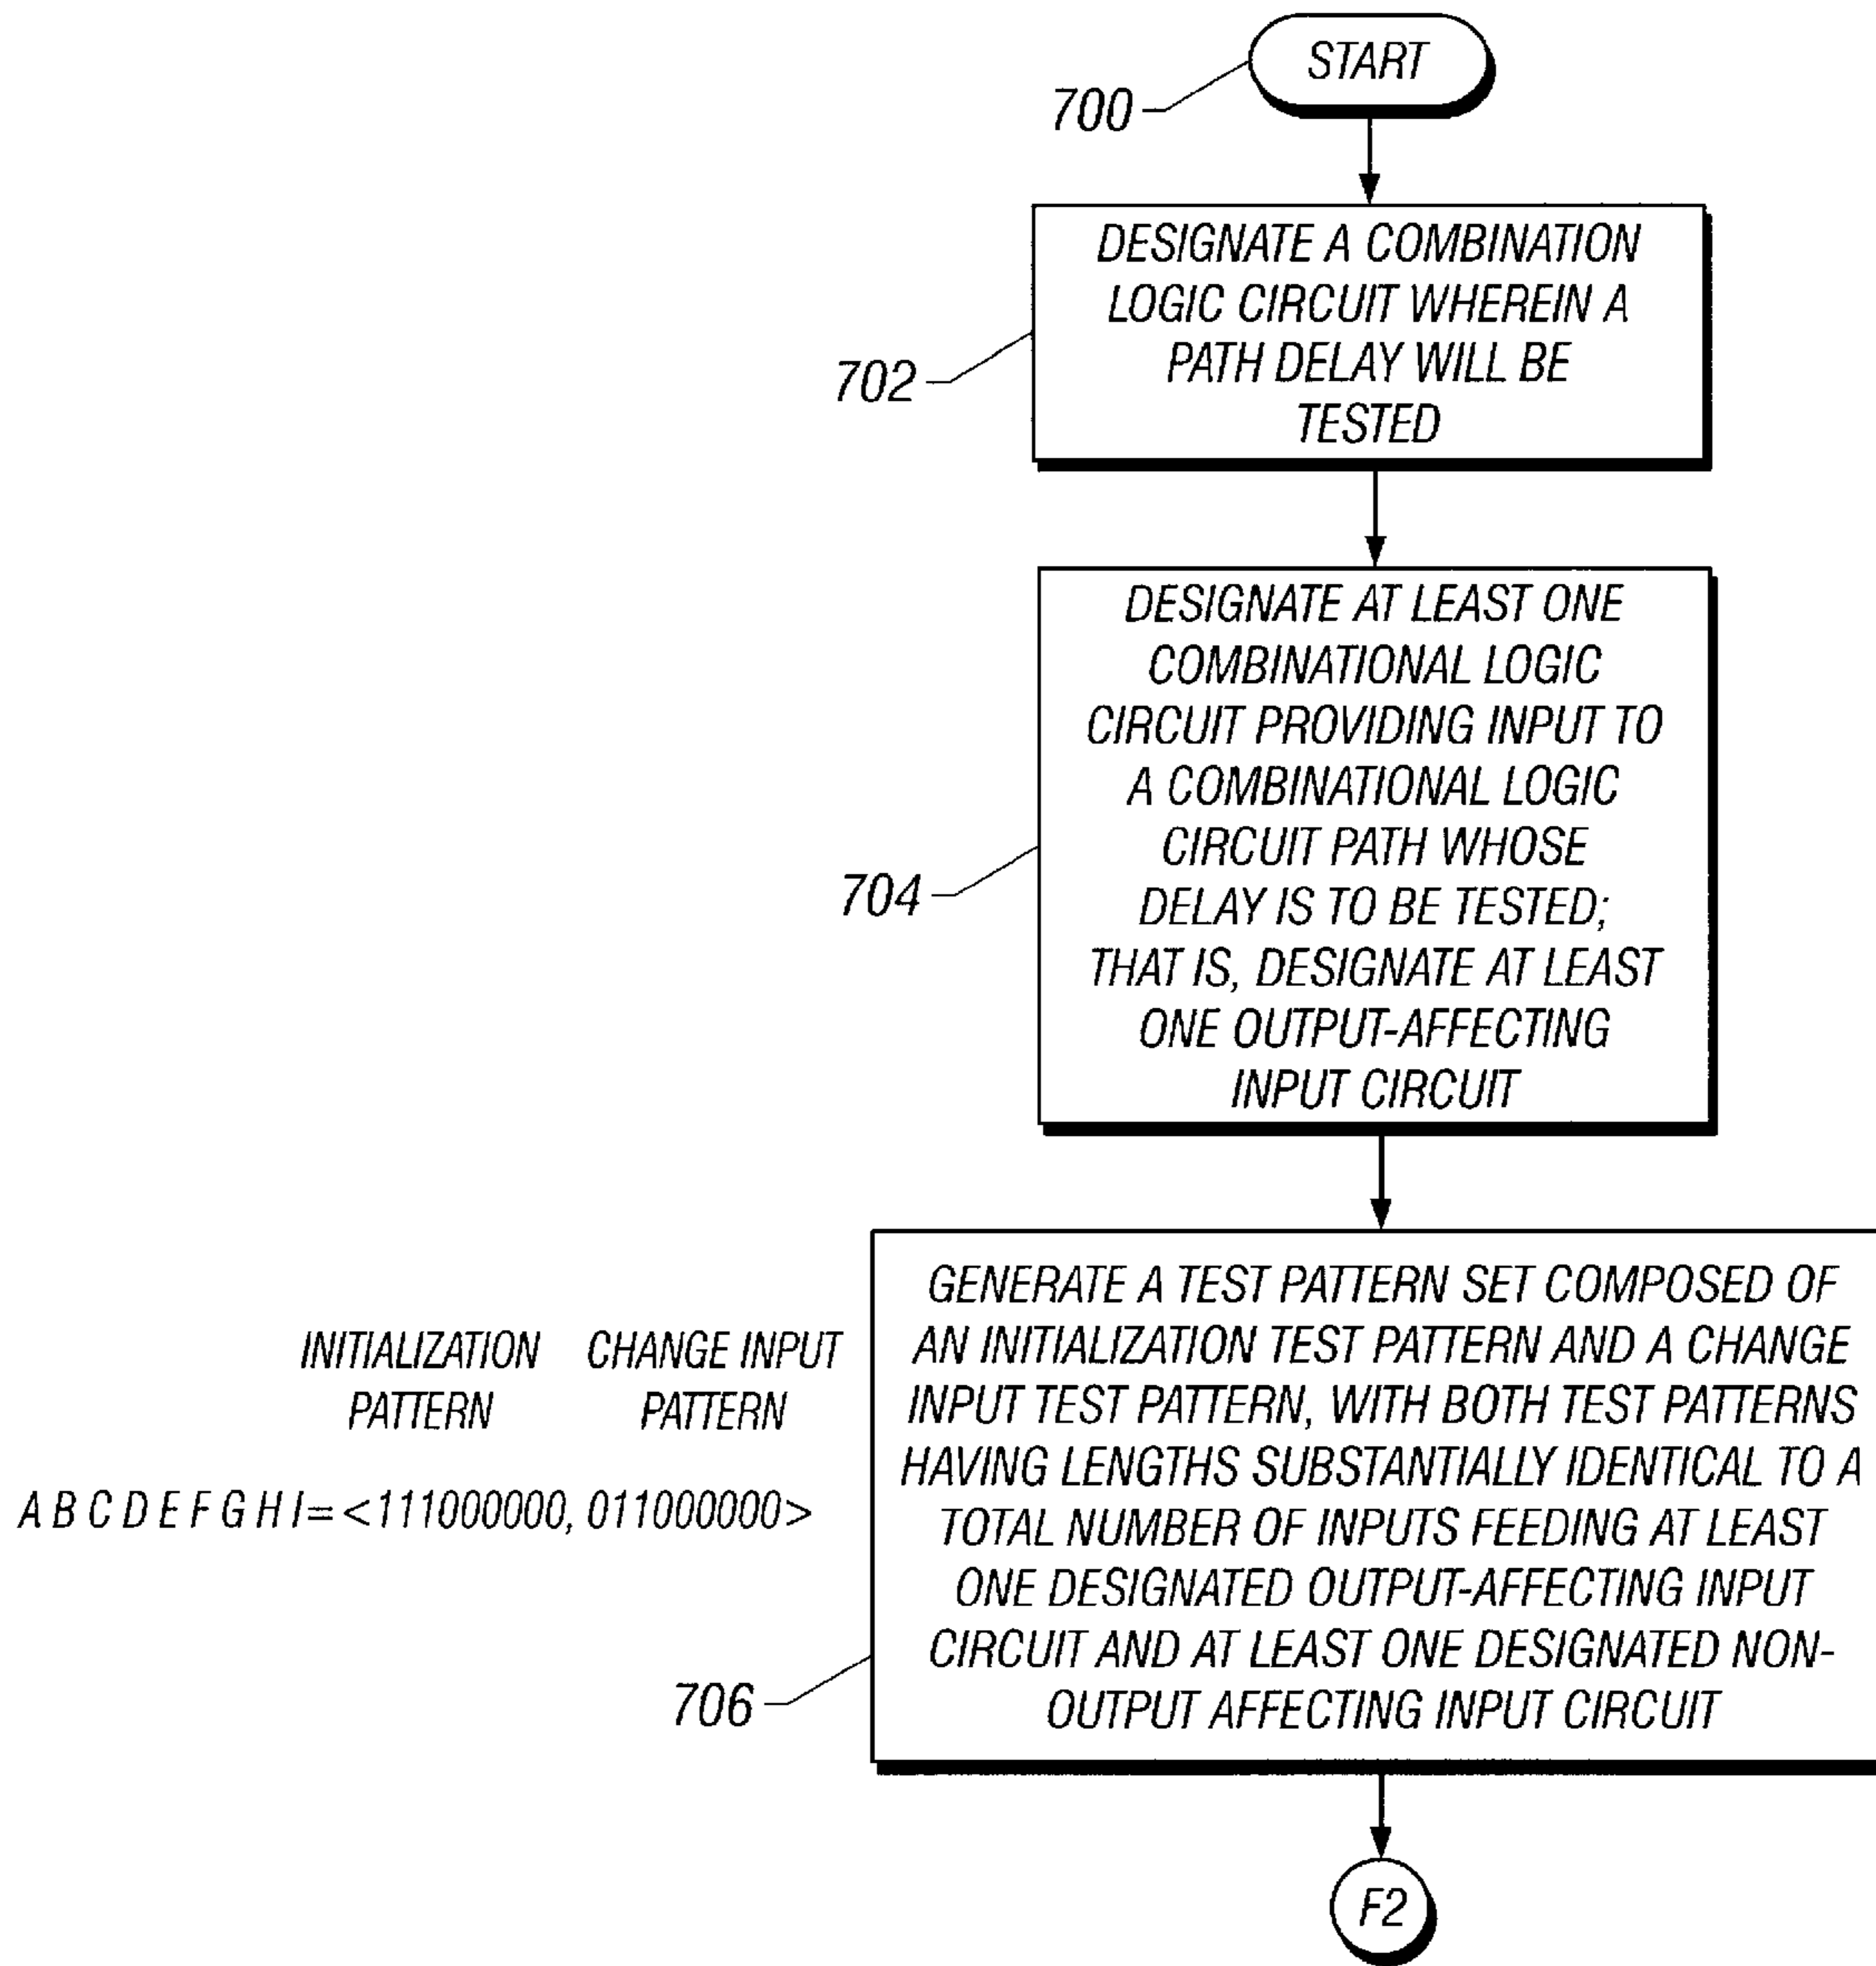 START
700
DESIGNATE A COMBINATION
LOGIC CIRCUIT WHEREIN A
PATH DELAY WILL BE
TESTED
702
DESIGNATE AT LEAST ONE
COMBINATIONAL LOGIC
CIRCUIT PROVIDING INPUT TO
A COMBINATIONAL LOGIC
CIRCUIT PATH WHOSE
DELAY IS TO BE TESTED;
THAT IS, DESIGNATE AT LEAST
ONE OUTPUT-AFFECTING
INPUT CIRCUIT
704
INITIALIZATION PATTERN
CHANGE INPUT PATTERN
A B C D E F G H I = <111000000, 011000000>
GENERATE A TEST PATTERN SET COMPOSED OF
AN INITIALIZATION TEST PATTERN AND A CHANGE
INPUT TEST PATTERN, WITH BOTH TEST PATTERNS
HAVING LENGTHS SUBSTANTIALLY IDENTICAL TO A
TOTAL NUMBER OF INPUTS FEEDING AT LEAST
ONE DESIGNATED OUTPUT-AFFECTING INPUT
CIRCUIT AND AT LEAST ONE DESIGNATED NON-
OUTPUT AFFECTING INPUT CIRCUIT
706
F2